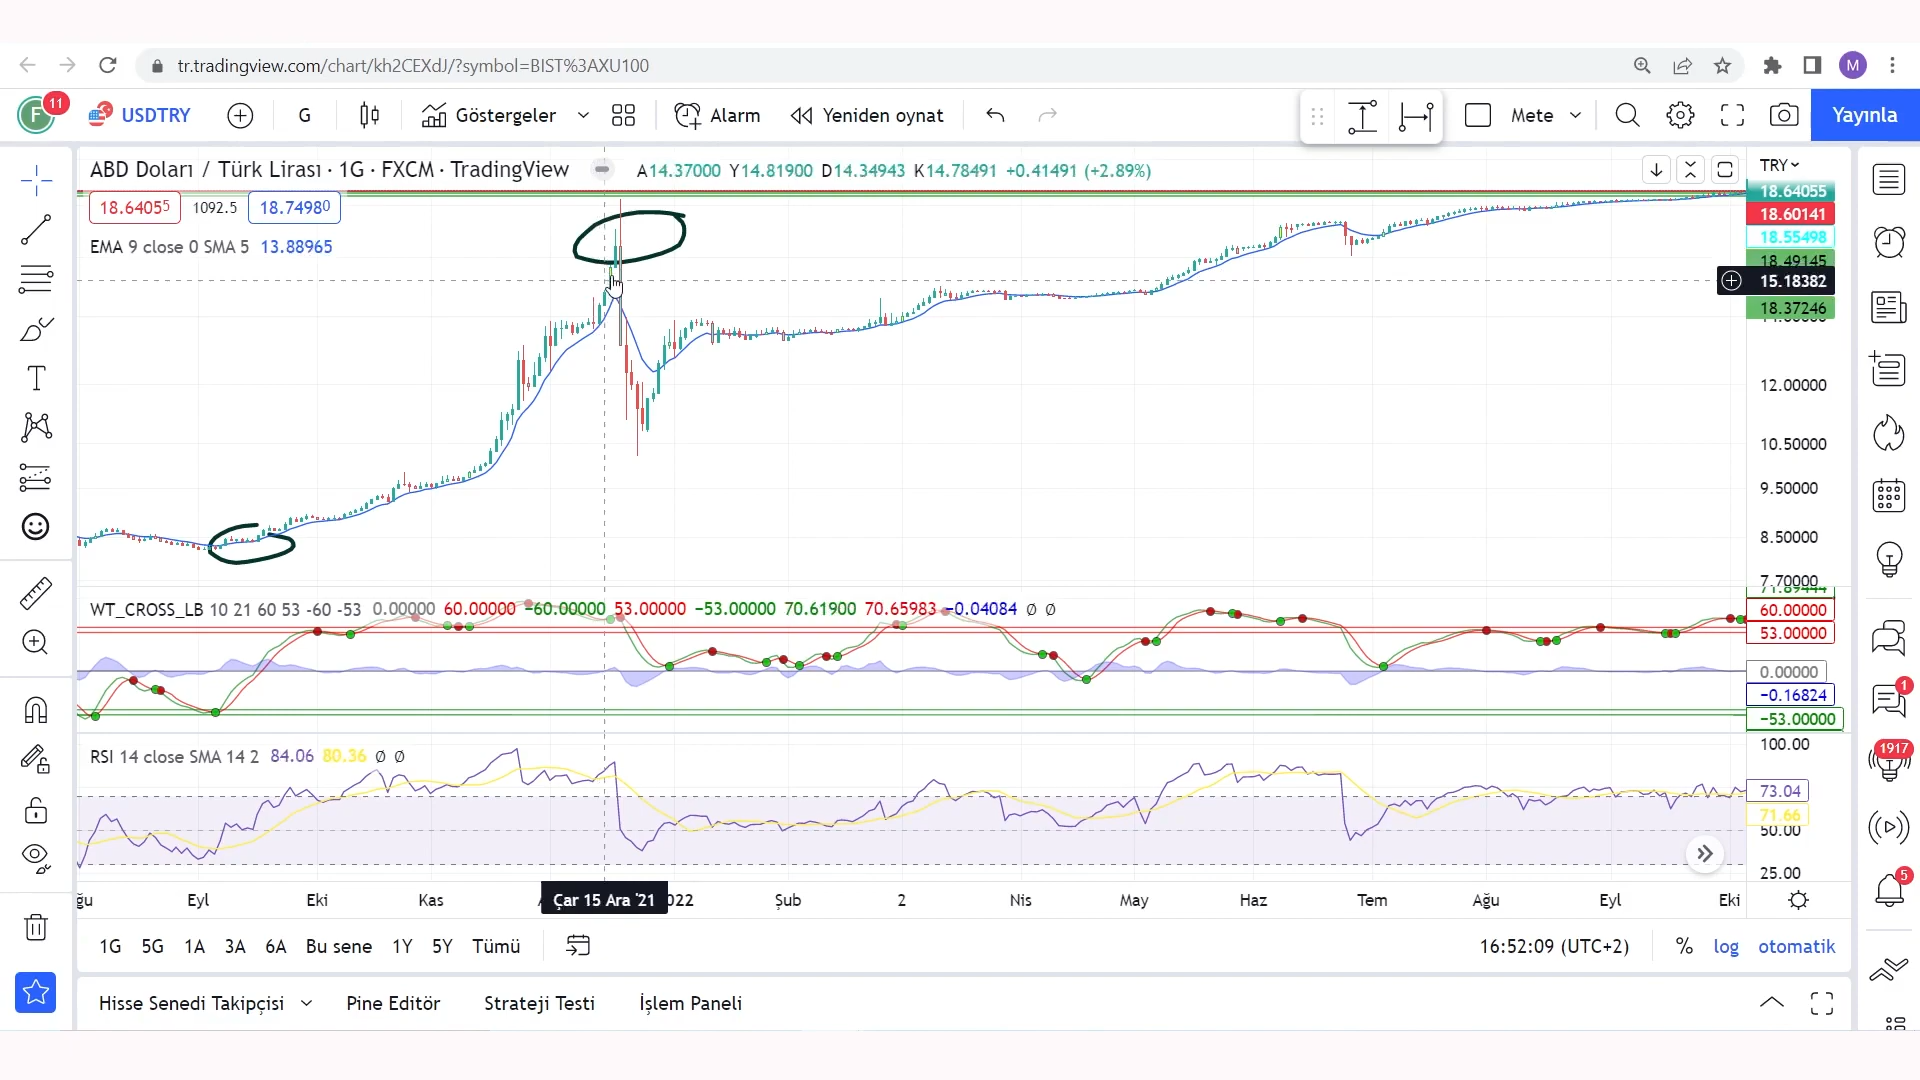 tr.tradingview.com/chart/kh2CEXdJ/?symbol=BIST%3AXU100
M
F 11 USDTRY G Göstergeler Alarm Yeniden oynat Mete Yayınla
ABD Doları / Türk Lirası · 1G · FXCM · TradingView A14.37000 Y14.81900 D14.34943 K14.78491 +0.41491 (+2.89%) TRY
18.64055 1092.5 18.74980
EMA 9 close 0 SMA 5 13.88965
18.64055
18.60141
18.55498
18.49145
15.18382
18.37246
12.00000
10.50000
9.50000
8.50000
7.70000
WT_CROSS_LB 10 21 60 53 -60 -53 0.00000 60.00000 −60.00000 53.00000 −53.00000 70.61900 70.65983 −0.04084 Ø Ø
60.00000
53.00000
0.00000
−0.16824
−53.00000
RSI 14 close SMA 14 2 84.06 80.36 Ø Ø
100.00
73.04
71.66
50.00
25.00
1
1917
5
Eyl Eki Kas Çar 15 Ara '21 022 Şub 2 Nis May Haz Tem Ağu Eyl Eki
1G 5G 1A 3A 6A Bu sene 1Y 5Y Tümü 16:52:09 (UTC+2) % log otomatik
Hisse Senedi Takipçisi Pine Editör Strateji Testi İşlem Paneli